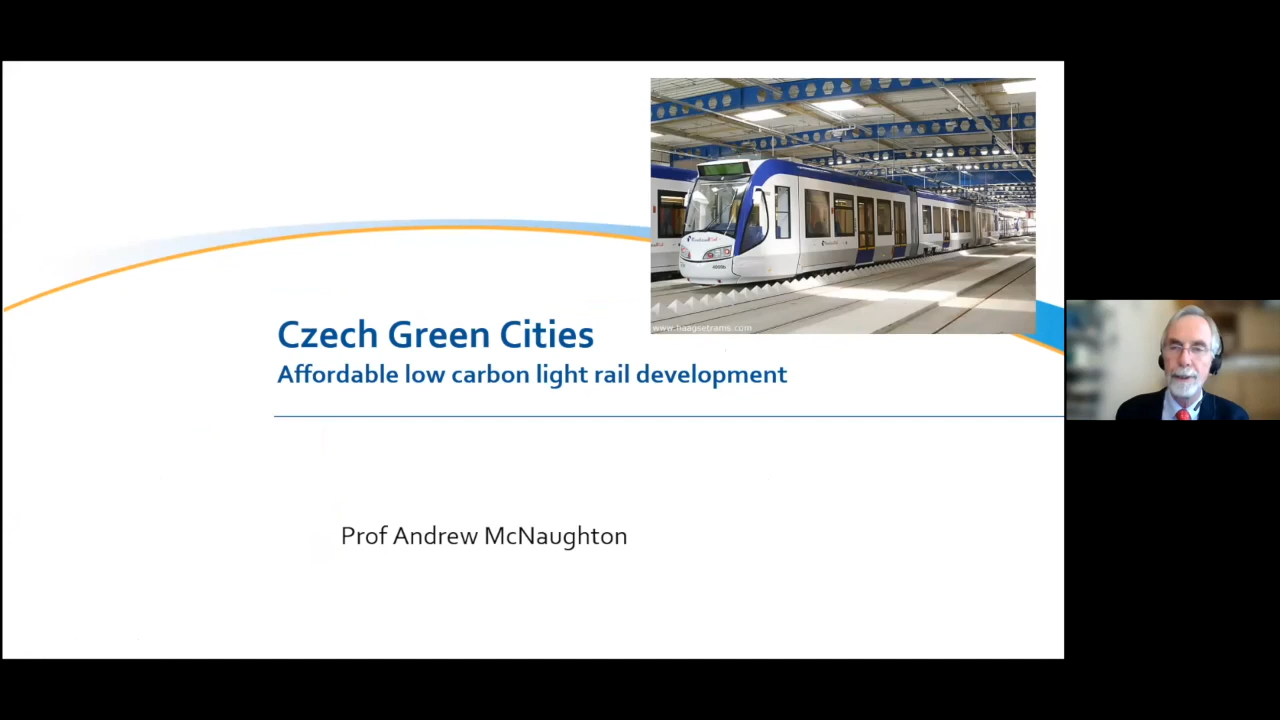 www.haagsetrams.com
Czech Green Cities
Affordable low carbon light rail development
Prof Andrew McNaughton